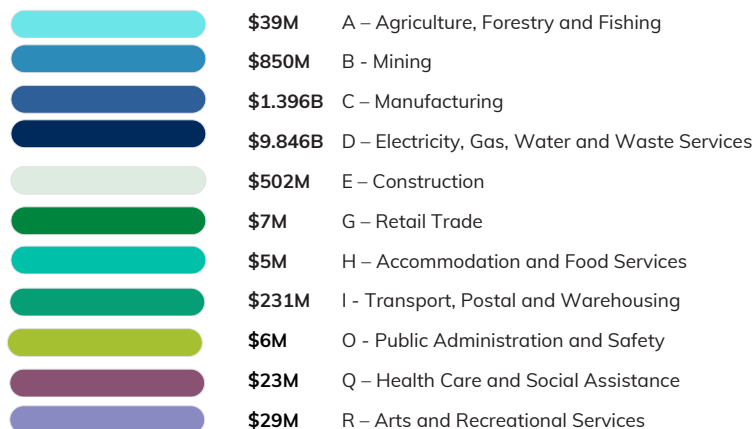 $39M A – Agriculture, Forestry and Fishing
$850M B - Mining
$1.396B C – Manufacturing
$9.846B D – Electricity, Gas, Water and Waste Services
$502M E – Construction
$7M G – Retail Trade
$5M H – Accommodation and Food Services
$231M I - Transport, Postal and Warehousing
$6M O - Public Administration and Safety
$23M Q – Health Care and Social Assistance
$29M R – Arts and Recreational Services